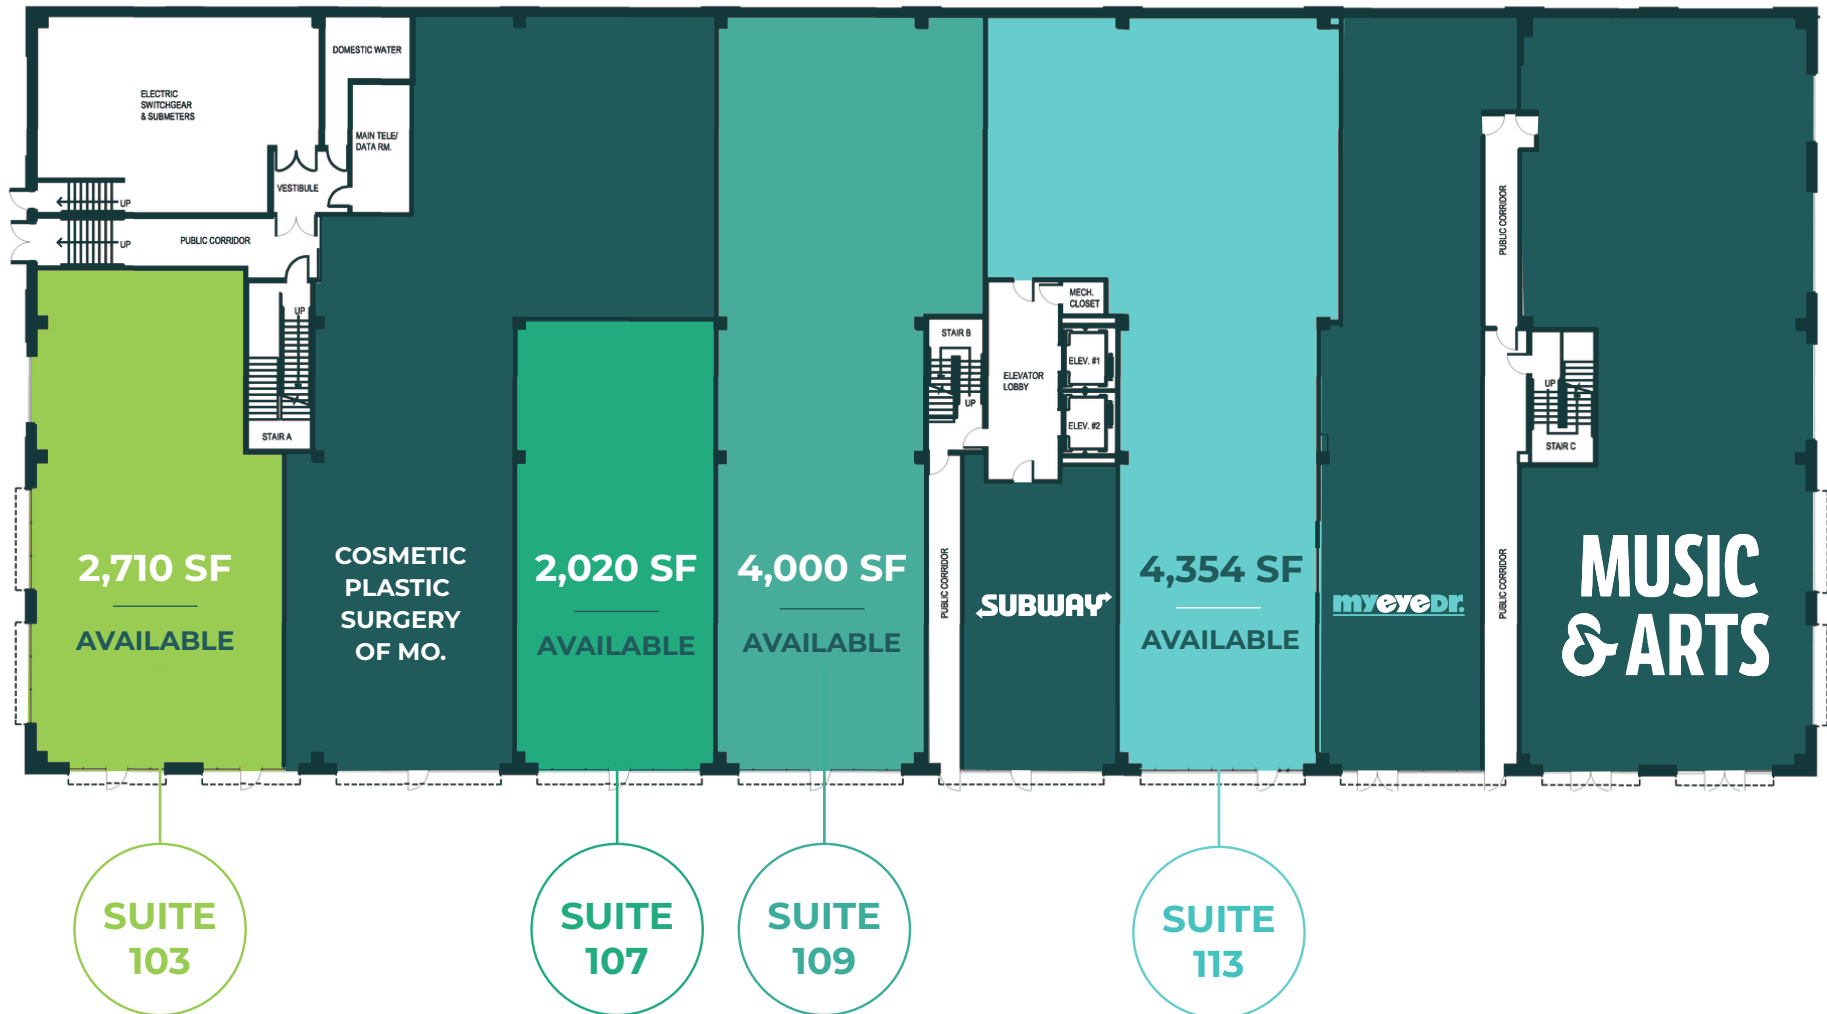 DOMESTIC WATER
ELECTRIC
SWITCHGEAR
& SUBMETERS
MAIN TELE/
DATA RM.
VESTIBULE
UP
UP
PUBLIC CORRIDOR
UP
STAIR A
STAIR B
UP
MECH.
CLOSET
ELEVATOR
LOBBY
ELEV. #1
ELEV. #2
PUBLIC CORRIDOR
UP
STAIR C
PUBLIC CORRIDOR
PUBLIC CORRIDOR
2,710 SF
AVAILABLE
COSMETIC
PLASTIC
SURGERY
OF MO.
2,020 SF
AVAILABLE
4,000 SF
AVAILABLE
SUBWAY
4,354 SF
AVAILABLE
myeyeDr.
MUSIC
& ARTS
SUITE
103
SUITE
107
SUITE
109
SUITE
113